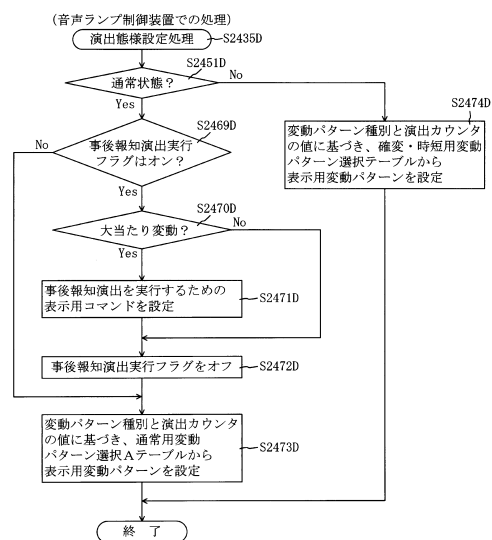 （音声ランプ制御装置での処理）
演出態様設定処理
S2435D
S2451D
通常状態？
No
Yes
S2474D
変動パターン種別と演出カウンタ
の値に基づき、確変・時短用変動
パターン選択テーブルから
表示用変動パターンを設定
S2469D
No
事後報知演出実行
フラグはオン？
Yes
S2470D
大当たり変動？
No
Yes
事後報知演出を実行するための
表示用コマンドを設定
S2471D
事後報知演出実行フラグをオフ
S2472D
変動パターン種別と演出カウンタ
の値に基づき、通常用変動
パターン選択Aテーブルから
表示用変動パターンを設定
S2473D
終 了